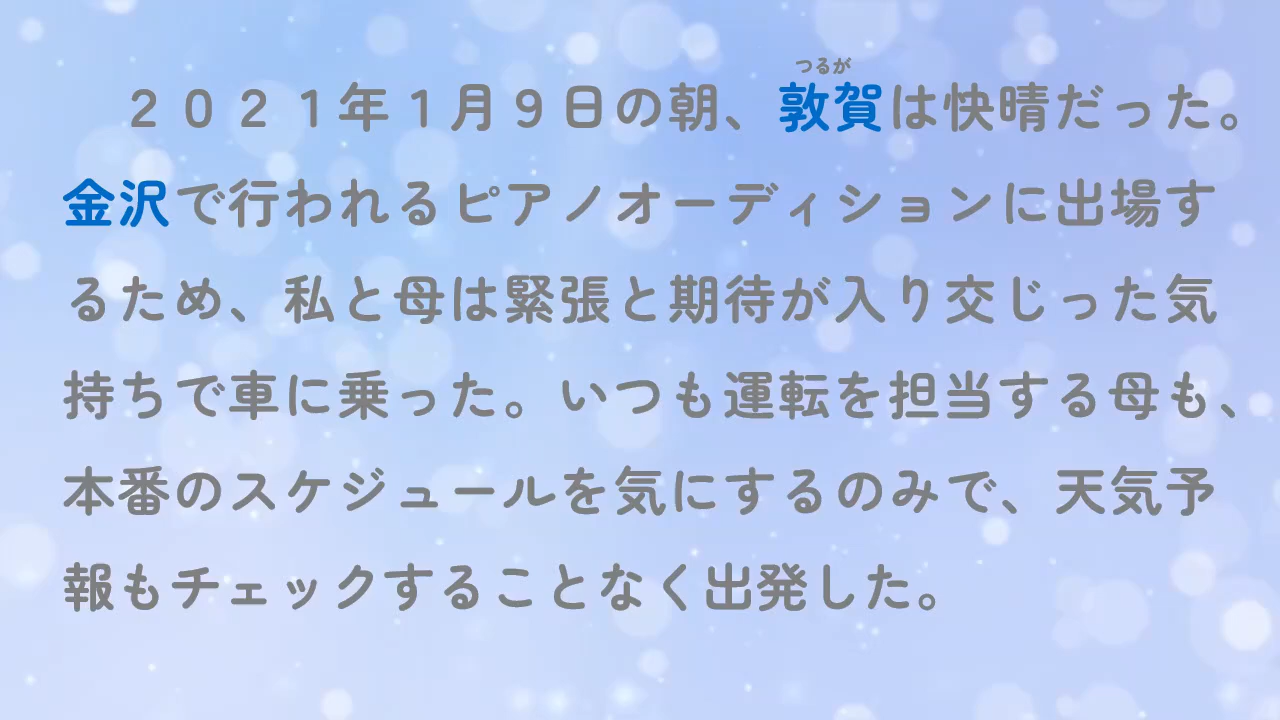 つるが
２０２１年１月９日の朝、敦賀は快晴だった。
金沢で行われるピアノオーディションに出場す
るため、私と母は緊張と期待が入り交じった気
持ちで車に乗った。いつも運転を担当する母も、
本番のスケジュールを気にするのみで、天気予
報もチェックすることなく出発した。